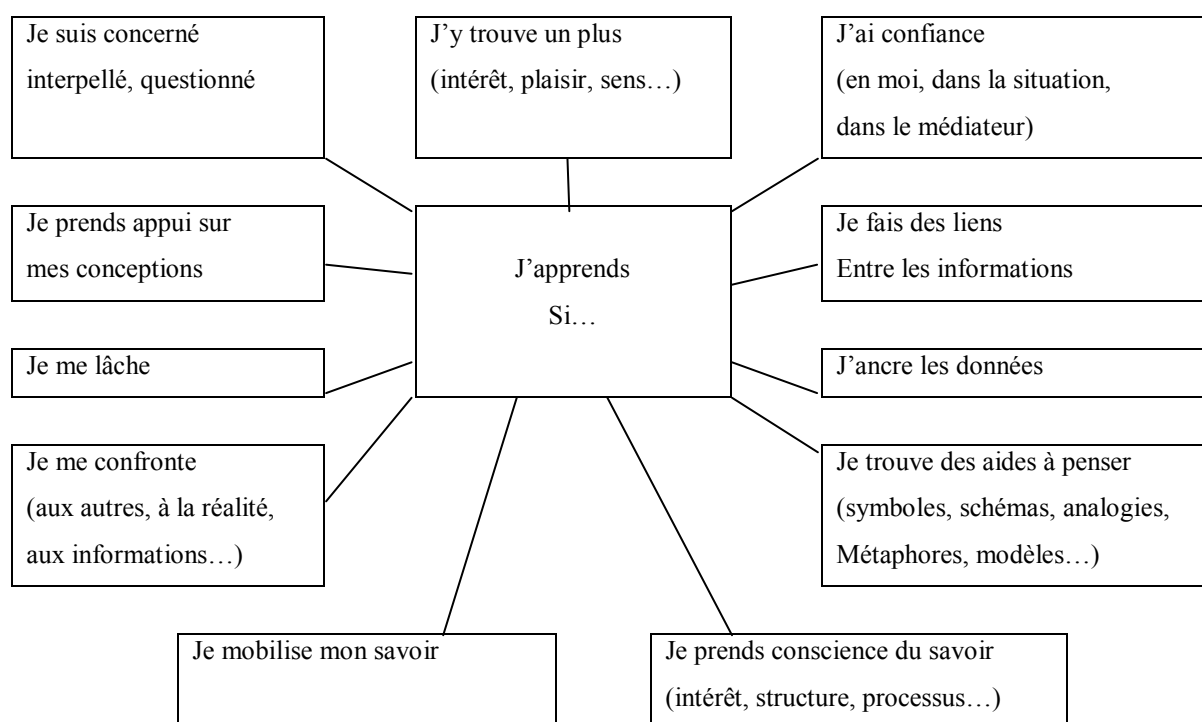 Je suis concerné
interpellé, questionné
J’y trouve un plus
(intérêt, plaisir, sens…)
J’ai confiance
(en moi, dans la situation,
dans le médiateur)
Je prends appui sur
mes conceptions
J’apprends
Si…
Je fais des liens
Entre les informations
Je me lâche
J’ancre les données
Je me confronte
(aux autres, à la réalité,
aux informations…)
Je trouve des aides à penser
(symboles, schémas, analogies,
Métaphores, modèles…)
Je mobilise mon savoir
Je prends conscience du savoir
(intérêt, structure, processus…)